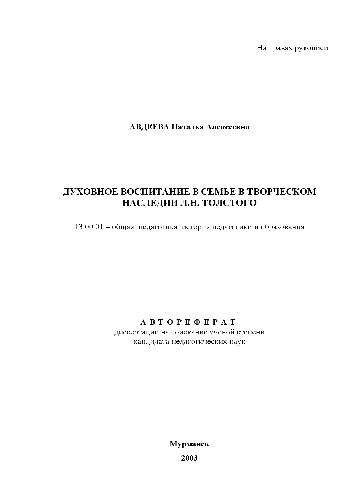 На правах рукописи
АВДЕЕВА Наталья Алексеевна
ДУХОВНОЕ ВОСПИТАНИЕ В СЕМЬЕ В ТВОРЧЕСКОМ
НАСЛЕДИИ Л.Н. ТОЛСТОГО
13.00.01 – общая педагогика, история педагогики и образования
А В Т О Р Е Ф Е Р А Т
диссертации на соискание ученой степени
кандидата педагогических наук
Мурманск
2003